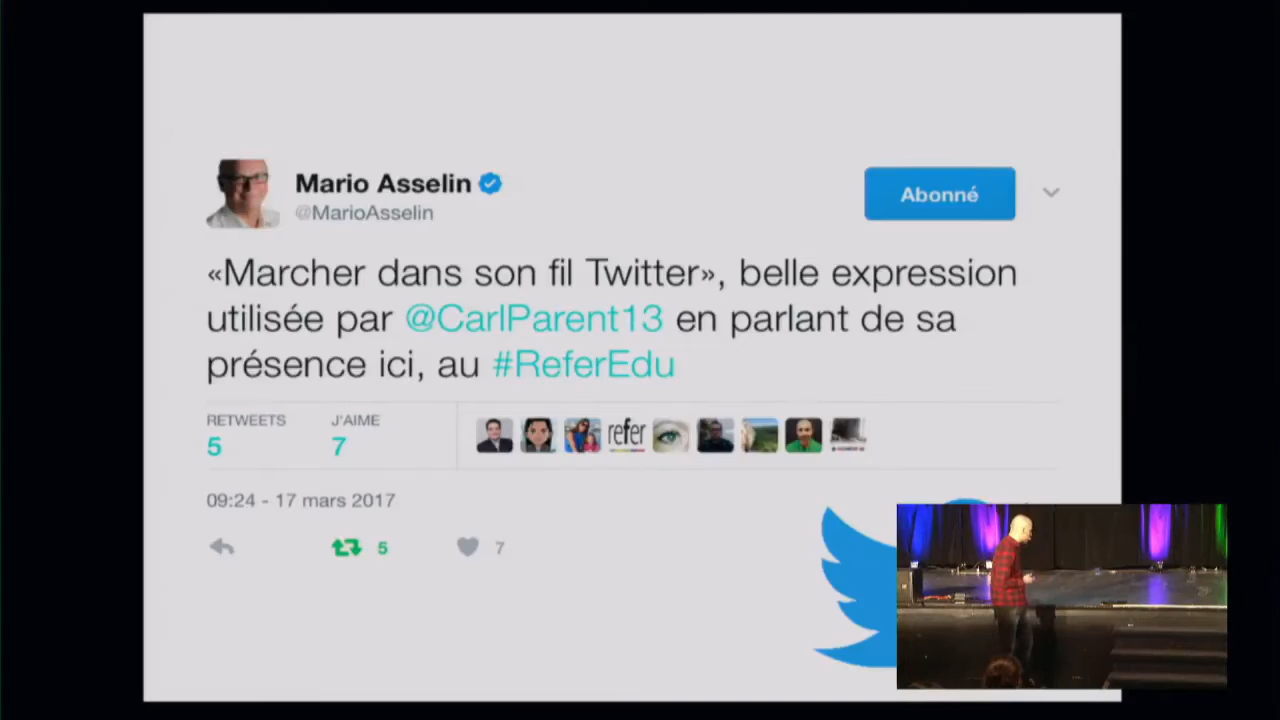 Mario Asselin
@MarioAsselin
Abonné
«Marcher dans son fil Twitter», belle expression
utilisée par @CarlParent13 en parlant de sa
présence ici, au #ReferEdu
RETWEETS
J'AIME
5
7
refer
09:24 - 17 mars 2017
5
7